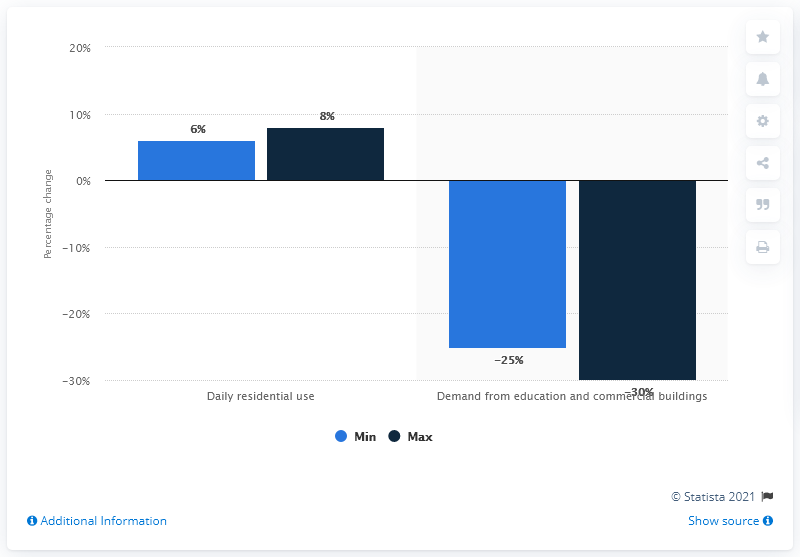 20%
10%
0%
−10%
−20%
−30%
Percentage change
6%
8%
−25%
−30%
Daily residential use
Demand from education and commercial buildings
Min
Max
© Statista 2021
Additional Information
Show source